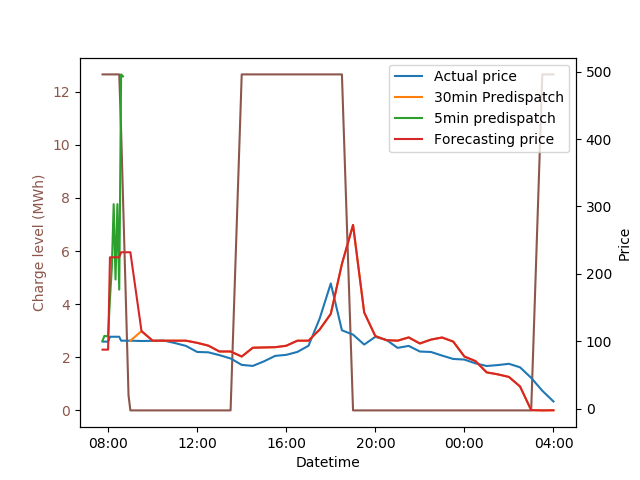 Actual price
30min Predispatch
5min predispatch
Forecasting price
Charge level (MWh)
12
10
8
6
4
2
0
500
400
300
200
100
0
Price
08:00 12:00 16:00 20:00 00:00 04:00
Datetime